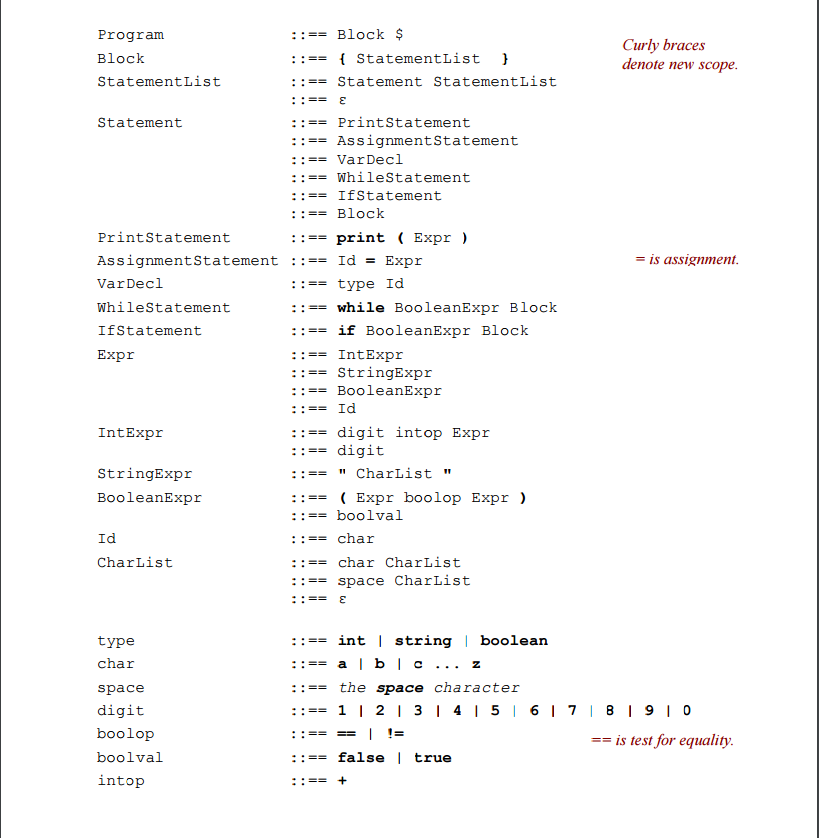 Program ::== Block $
Curly braces
denote new scope.
Block ::== { StatementList }
StatementList ::== Statement StatementList
::== ε
Statement ::== PrintStatement
::== AssignmentStatement
::== VarDecl
::== WhileStatement
::== IfStatement
::== Block
PrintStatement ::== print ( Expr )
AssignmentStatement ::== Id = Expr
= is assignment.
VarDecl ::== type Id
WhileStatement ::== while BooleanExpr Block
IfStatement ::== if BooleanExpr Block
Expr ::== IntExpr
::== StringExpr
::== BooleanExpr
::== Id
IntExpr ::== digit intop Expr
::== digit
StringExpr ::== " CharList "
BooleanExpr ::== ( Expr boolop Expr )
::== boolval
Id ::== char
CharList ::== char CharList
::== space CharList
::== ε
type ::== int | string | boolean
char ::== a | b | c ... z
space ::== the space character
digit ::== 1 | 2 | 3 | 4 | 5 | 6 | 7 | 8 | 9 | 0
boolop ::== == | !=
== is test for equality.
boolval ::== false | true
intop ::== +